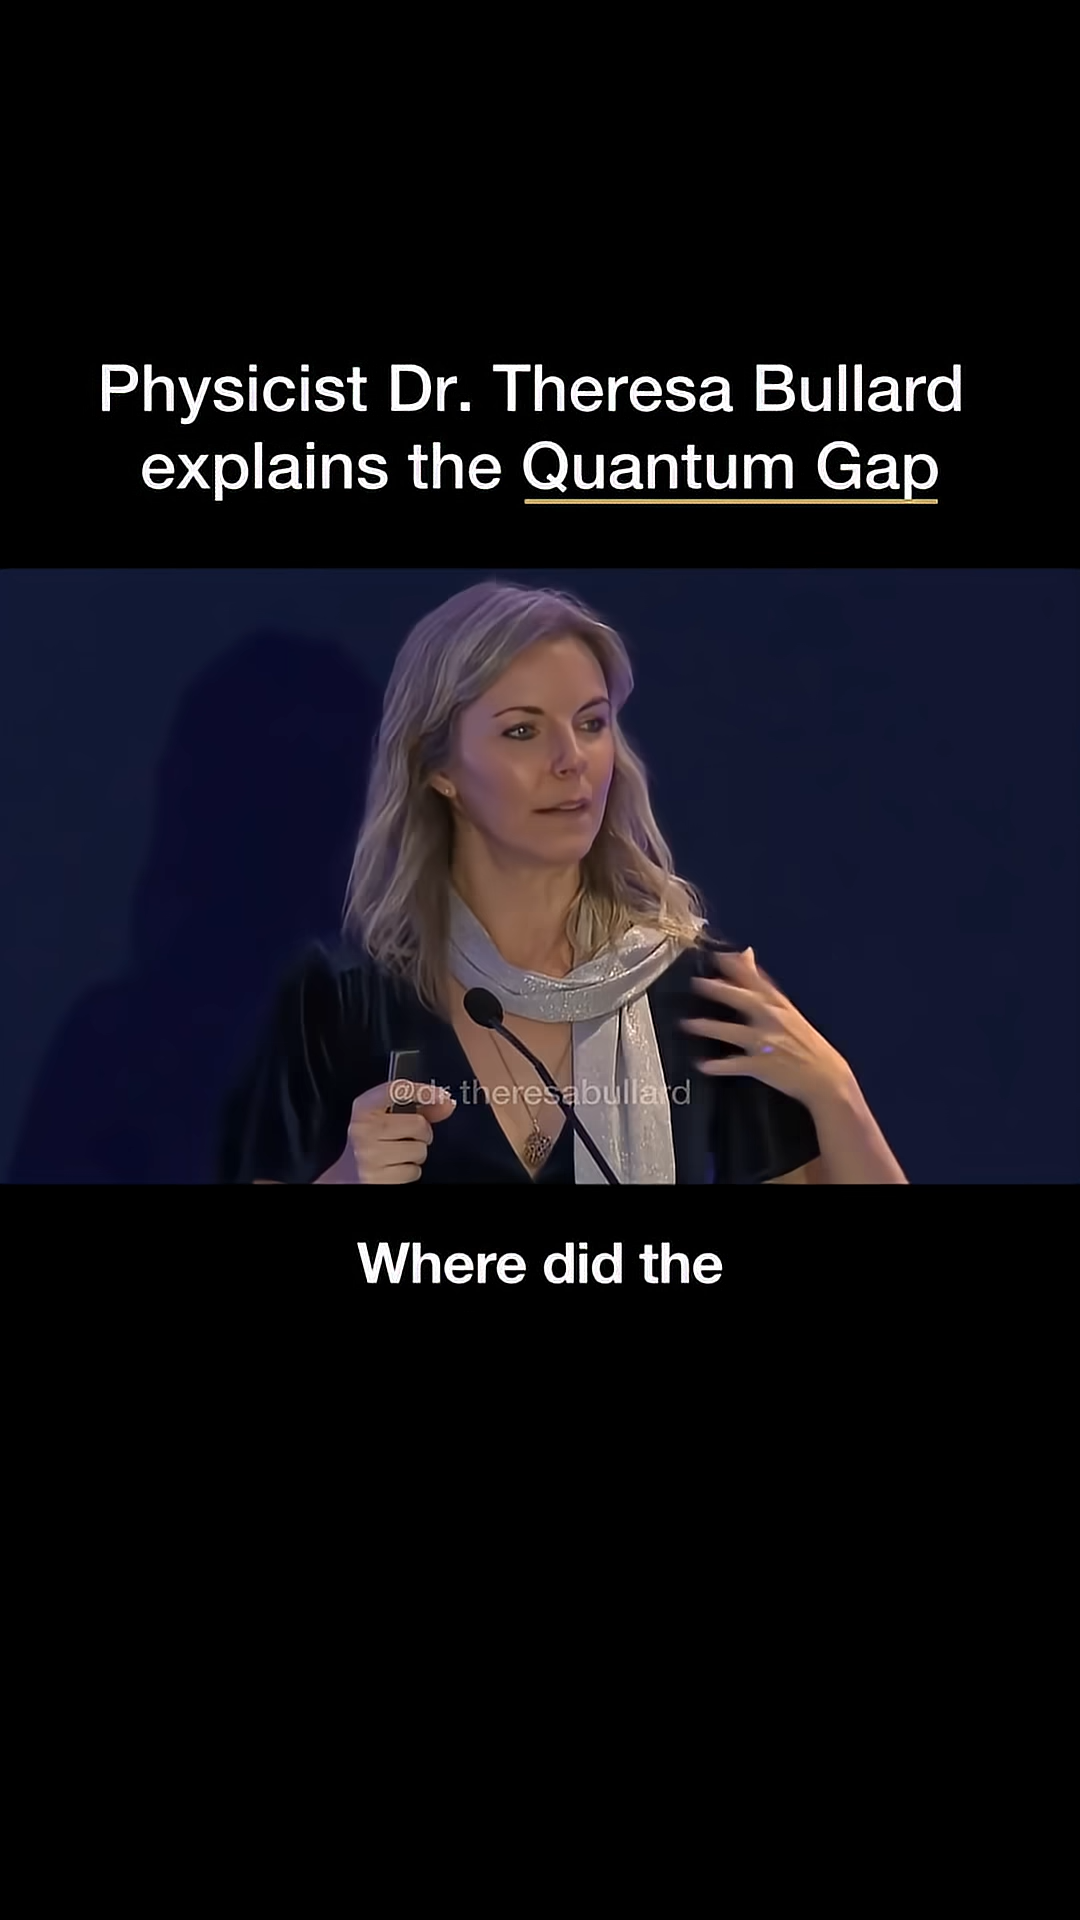 Physicist Dr. Theresa Bullard
explains the Quantum Gap
@dr.theresabullard
Where did the